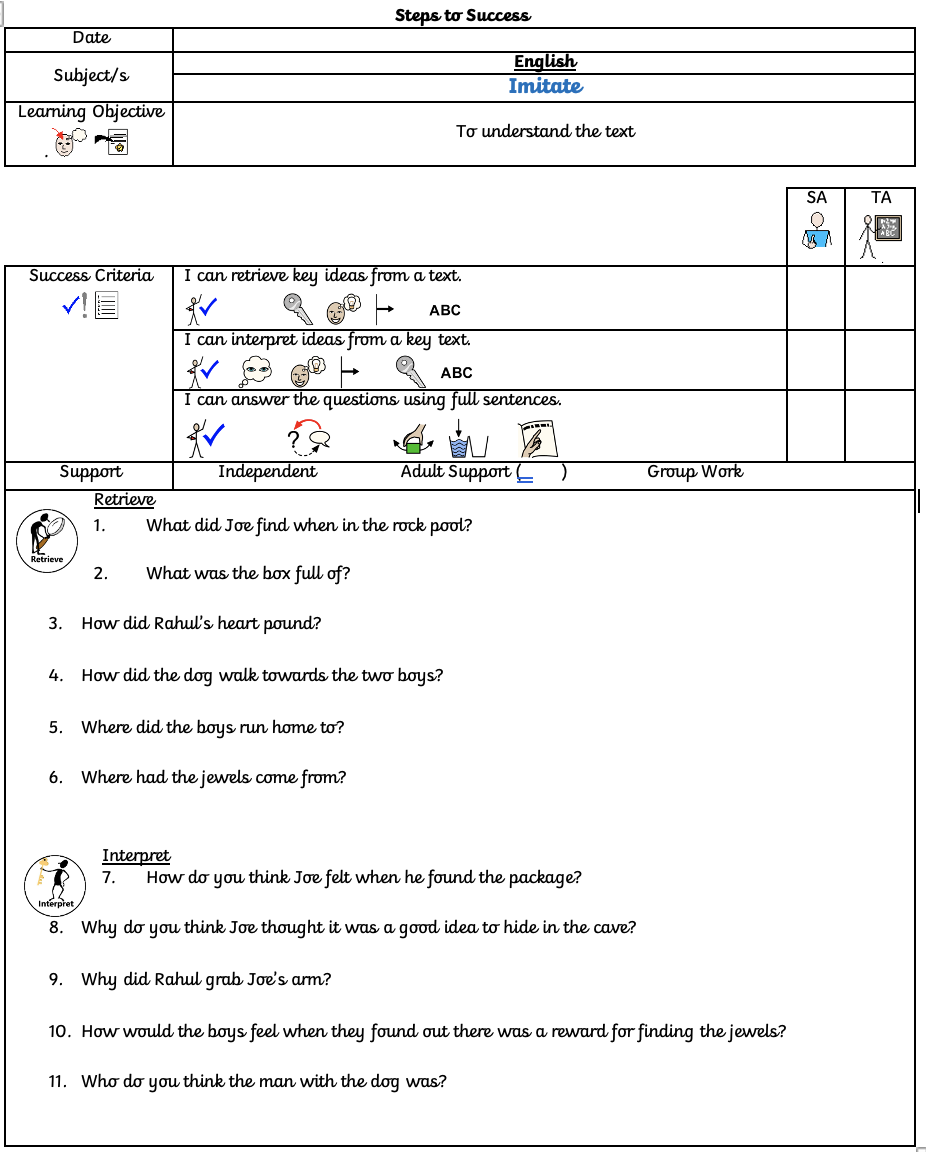 Steps to Success
Date
Subject/s
English
Imitate
Learning Objective
To understand the text
SA
TA
Success Criteria
I can retrieve key ideas from a text.
ABC
I can interpret ideas from a key text.
ABC
I can answer the questions using full sentences.
Support Independent Adult Support (__ ) Group Work
Retrieve
Retrieve
1. What did Joe find when in the rock pool?
2. What was the box full of?
3. How did Rahul's heart pound?
4. How did the dog walk towards the two boys?
5. Where did the boys run home to?
6. Where had the jewels come from?
Interpret
Interpret
7. How do you think Joe felt when he found the package?
8. Why do you think Joe thought it was a good idea to hide in the cave?
9. Why did Rahul grab Joe's arm?
10. How would the boys feel when they found out there was a reward for finding the jewels?
11. Who do you think the man with the dog was?